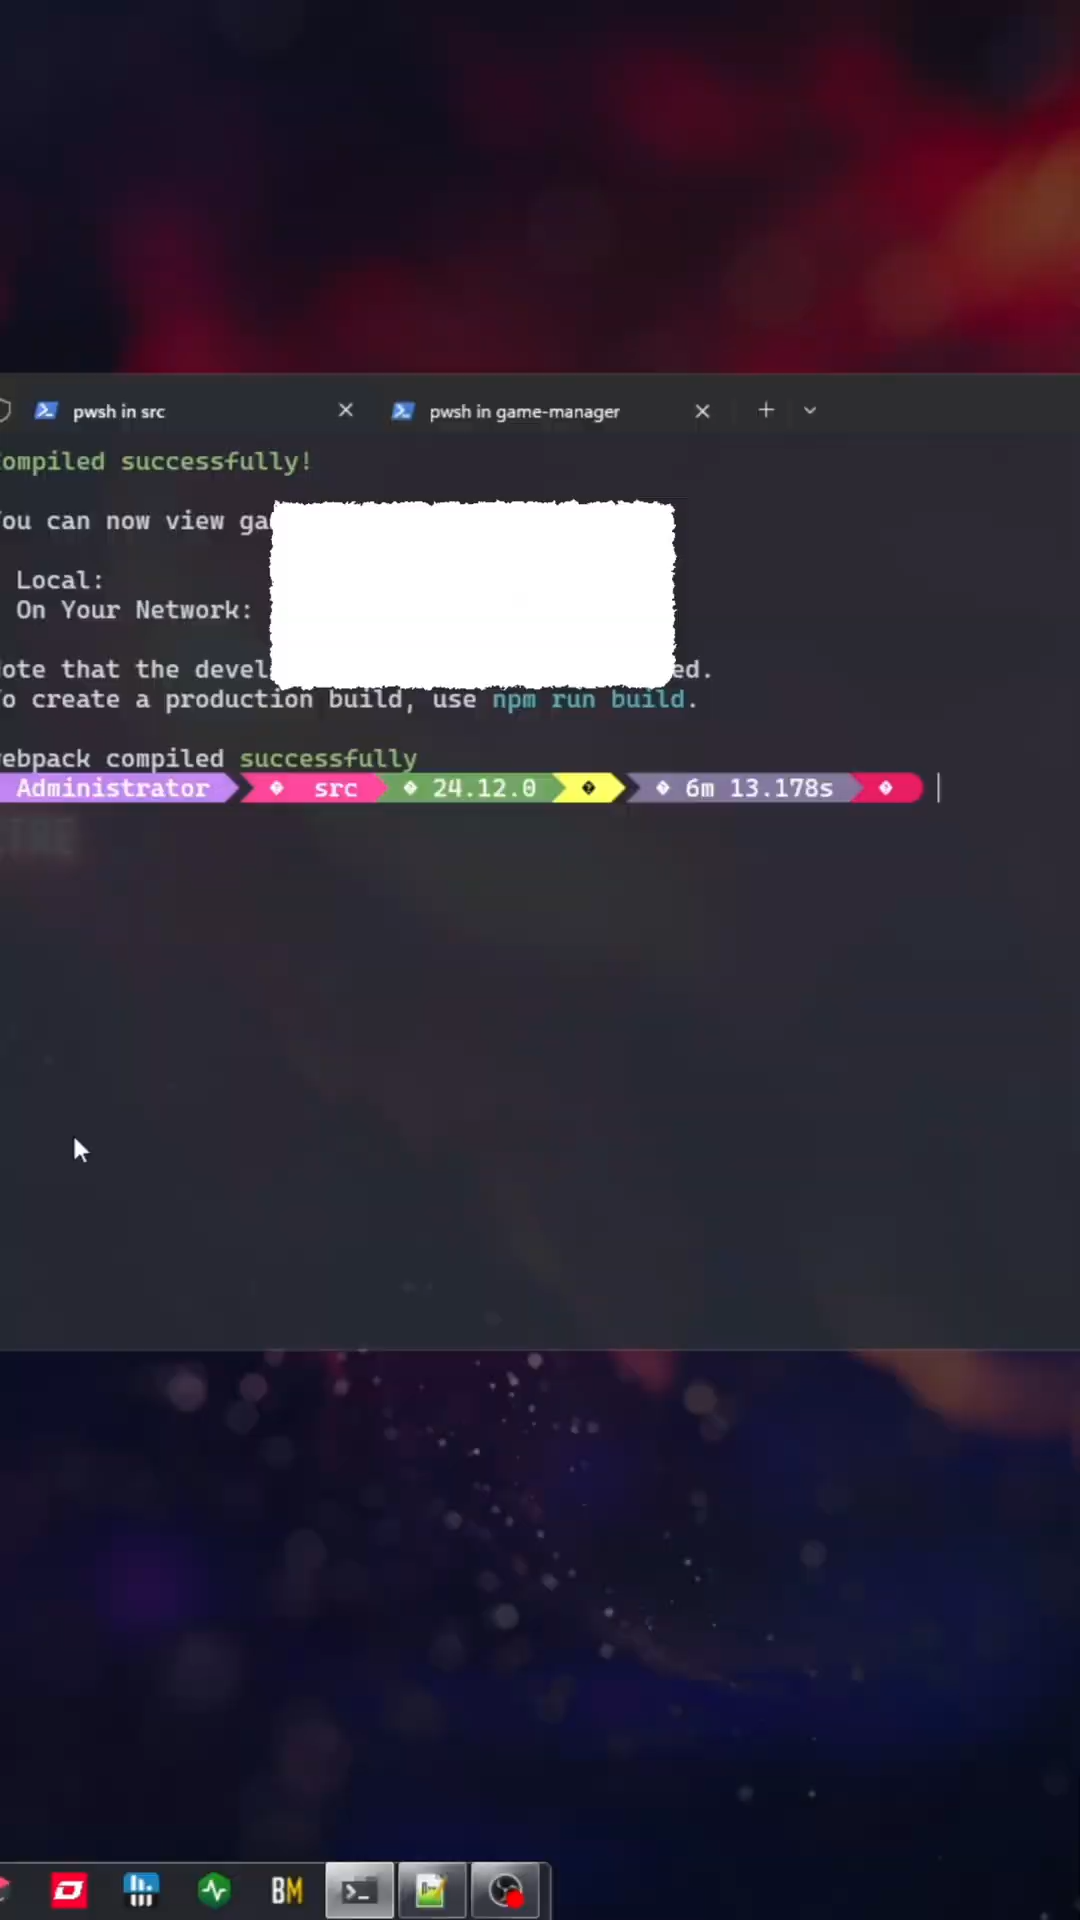 pwsh in src
pwsh in game-manager
ompiled successfully!
ou can now view ga
Local:
On Your Network:
ote that the devel ed.
o create a production build, use npm run build.
ebpack compiled successfully
Administrator src 24.12.0 6m 13.178s
BM